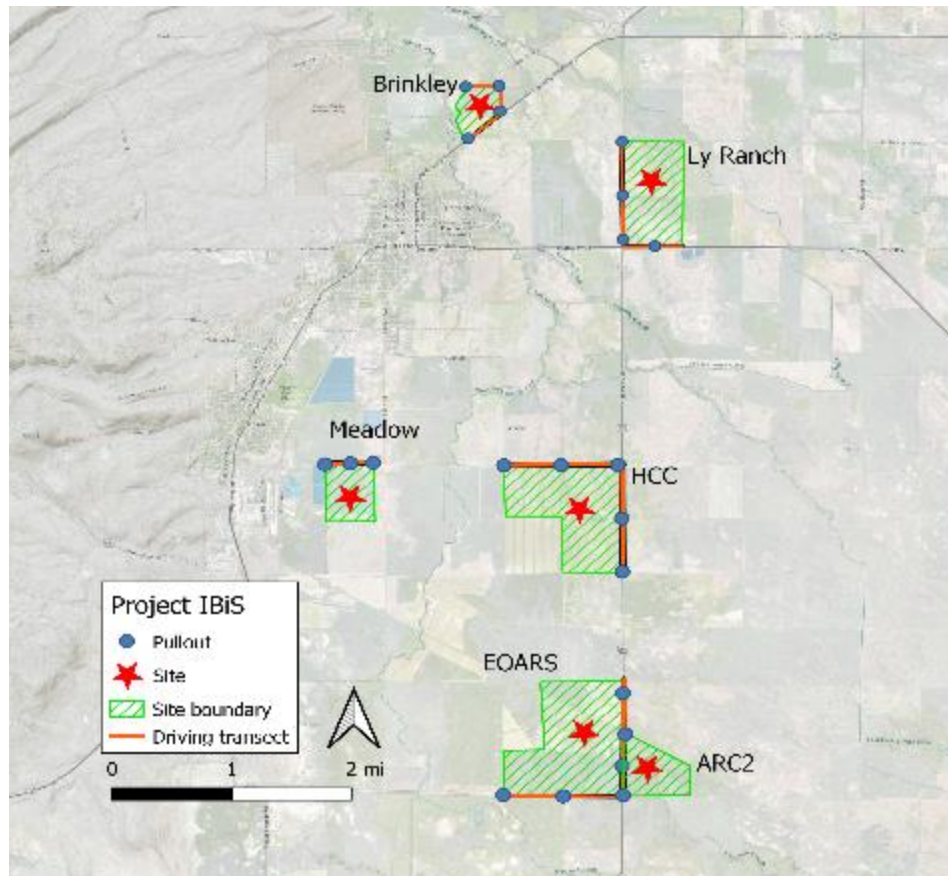 Brinkley
Ly Ranch
Meadow
HCC
Project IBiS
Pullout
Site
Site boundary
Driving transect
0 1 2 mi
EOARS
ARC2